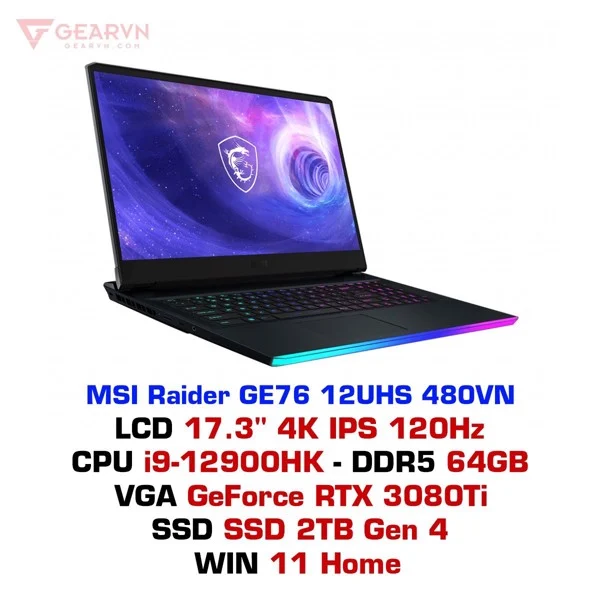 GEARVN
GEARVN.COM
MSI Raider GE76 12UHS 480VN
LCD 17.3" 4K IPS 120Hz
CPU i9-12900HK - DDR5 64GB
VGA GeForce RTX 3080Ti
SSD SSD 2TB Gen 4
WIN 11 Home